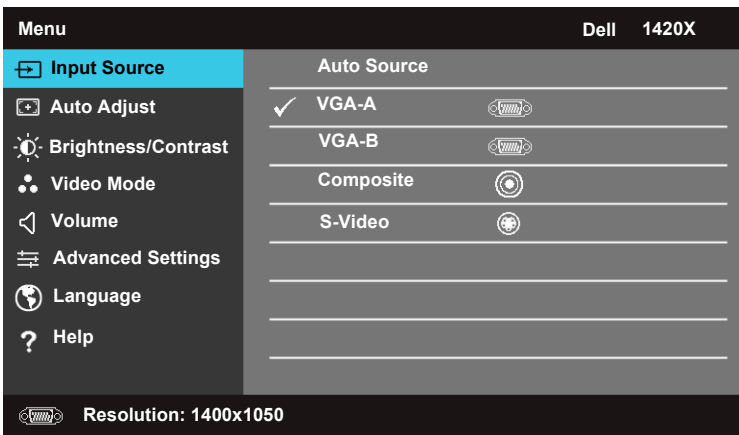 Menu Dell 1420X
Input Source Auto Source
Auto Adjust VGA-A
Brightness/Contrast VGA-B
Video Mode Composite
Volume S-Video
Advanced Settings
Language
? Help
Resolution: 1400x1050